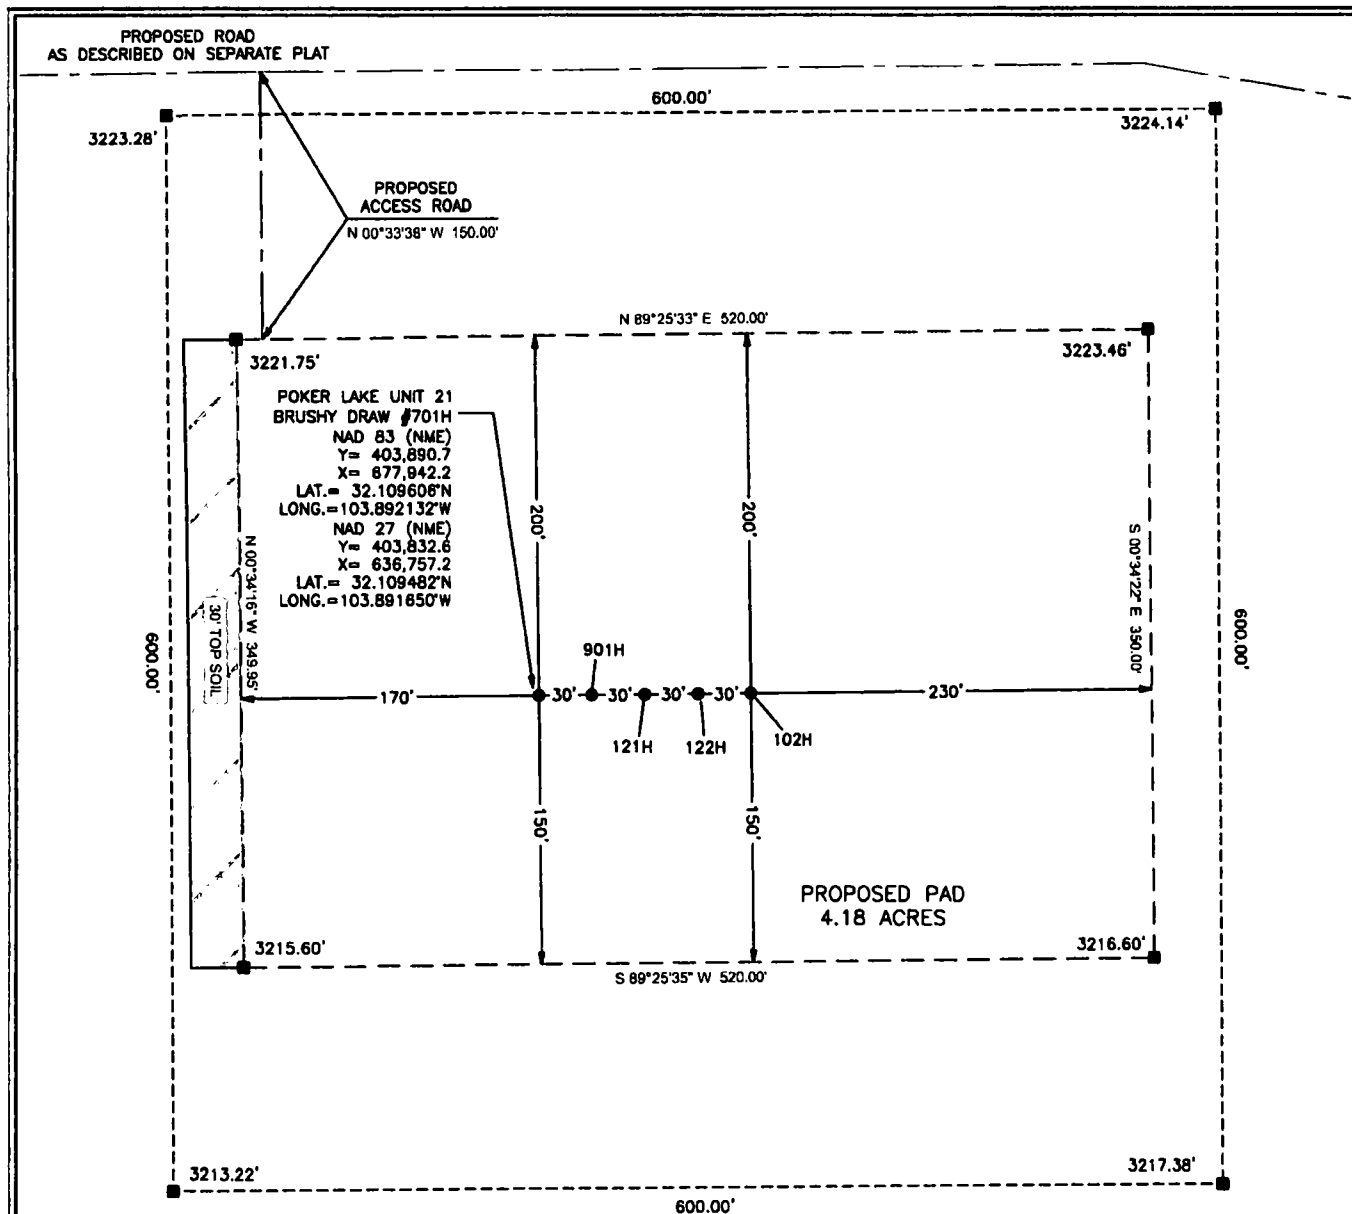 PROPOSED ROAD
AS DESCRIBED ON SEPARATE PLAT
600.00'
3223.28'
3224.14'
PROPOSED
ACCESS ROAD
N 00°33'38" W 150.00'
N 89°25'33" E 520.00'
3221.75'
3223.46'
POKER LAKE UNIT 21
BRUSHY DRAW #701H
NAD 83 (NME)
Y= 403,890.7
X= 677,942.2
LAT.= 32.109606°N
LONG.=103.892132°W
NAD 27 (NME)
Y= 403,832.6
X= 636,757.2
LAT.= 32.109482°N
LONG.=103.891650°W
200'
200'
N 00°34'16" W 349.95'
S 00°34'22" E 350.00'
30' TOP SOIL
600.00'
600.00'
901H
170'
30'
30'
30'
30'
230'
121H
122H
102H
150'
150'
PROPOSED PAD
4.18 ACRES
3215.60'
3216.60'
S 89°25'35" W 520.00'
3213.22'
3217.38'
600.00'